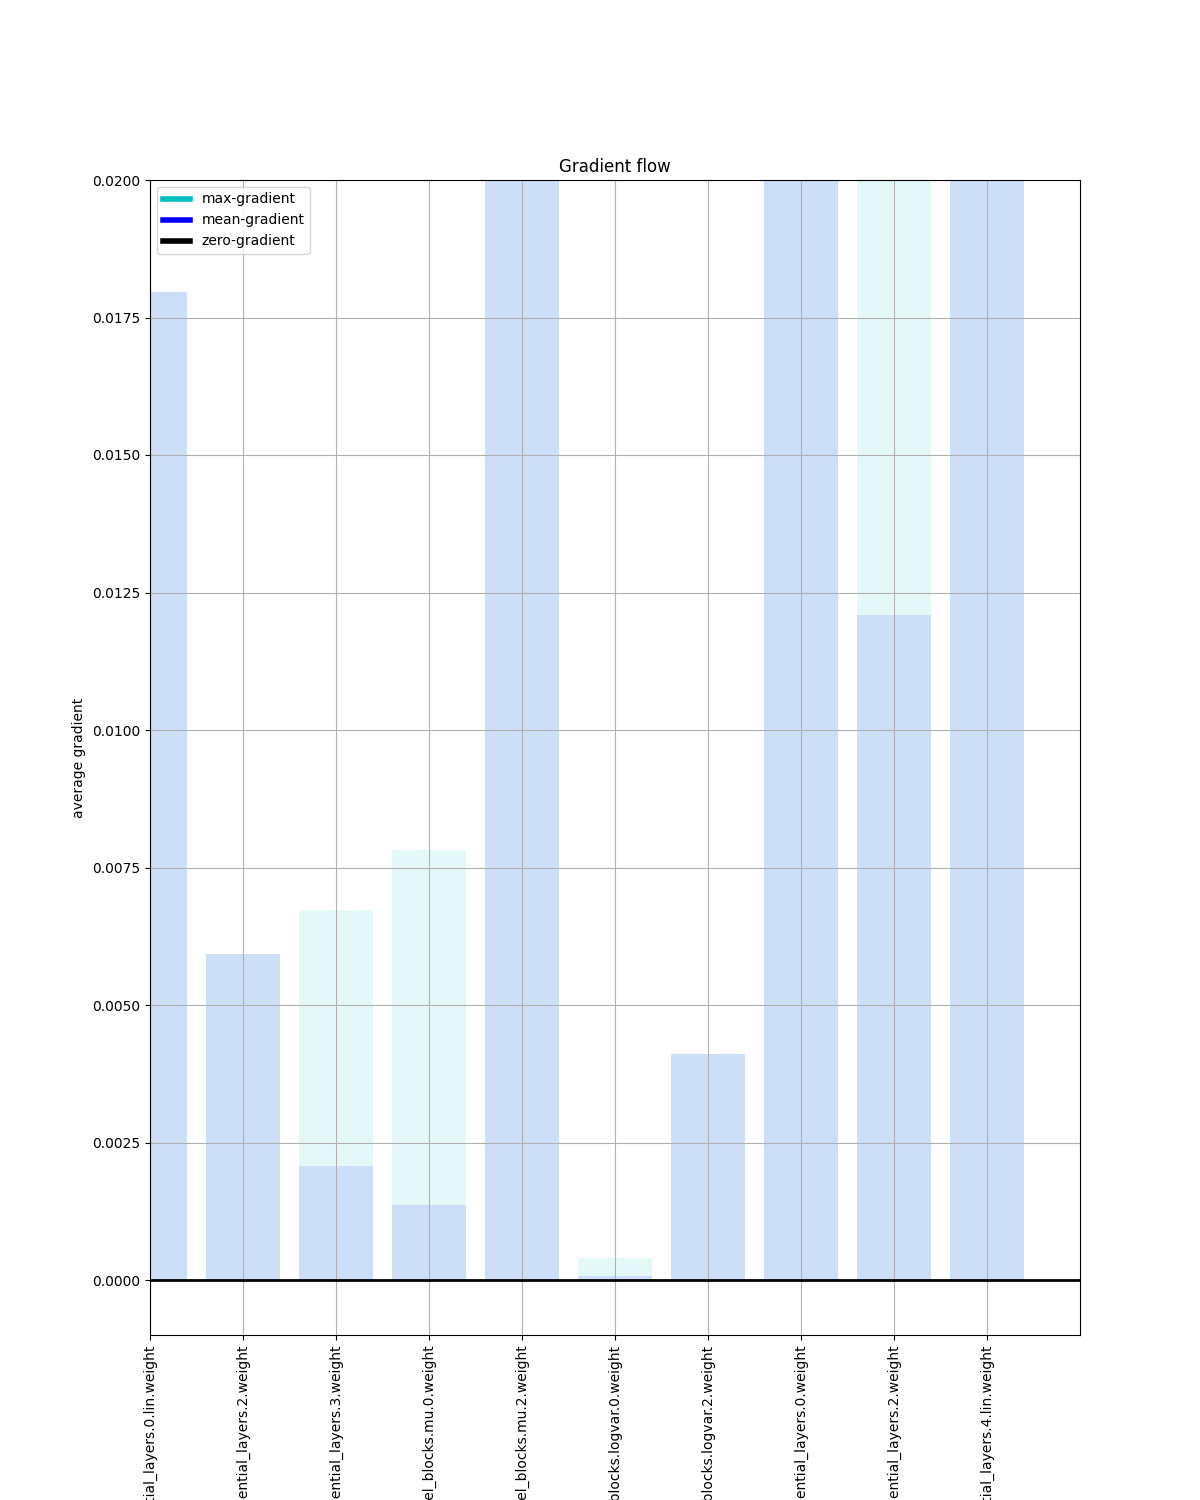 Gradient flow
max-gradient
mean-gradient
zero-gradient
0.0200
0.0175
0.0150
0.0125
0.0100
0.0075
0.0050
0.0025
0.0000
average gradient
tial_layers.0.lin.weight
ential_layers.2.weight
ential_layers.3.weight
el_blocks.mu.0.weight
el_blocks.mu.2.weight
blocks.logvar.0.weight
blocks.logvar.2.weight
ential_layers.0.weight
ential_layers.2.weight
tial_layers.4.lin.weight